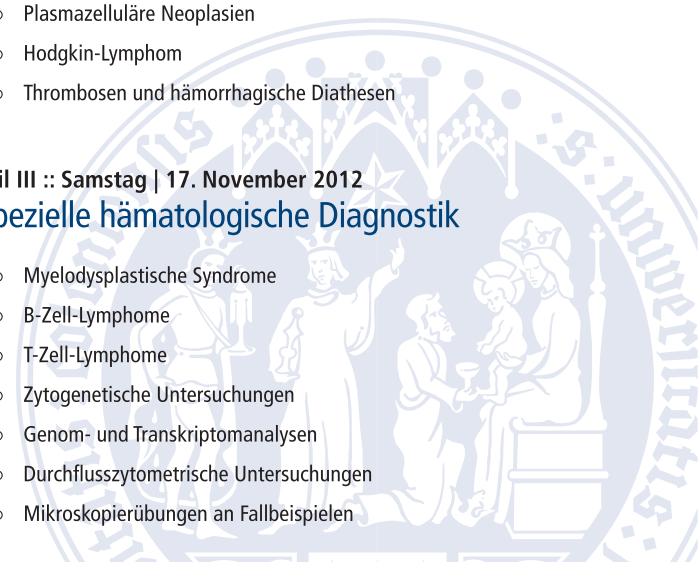 Plasmazelluläre Neoplasien
Hodgkin-Lymphom
Thrombosen und hämorrhagische Diathesen
il III :: Samstag | 17. November 2012
pezielle hämatologische Diagnostik
Myelodysplastische Syndrome
B-Zell-Lymphome
T-Zell-Lymphome
Zytogenetische Untersuchungen
Genom- und Transkriptomanalysen
Durchflusszytometrische Untersuchungen
Mikroskopierübungen an Fallbeispielen